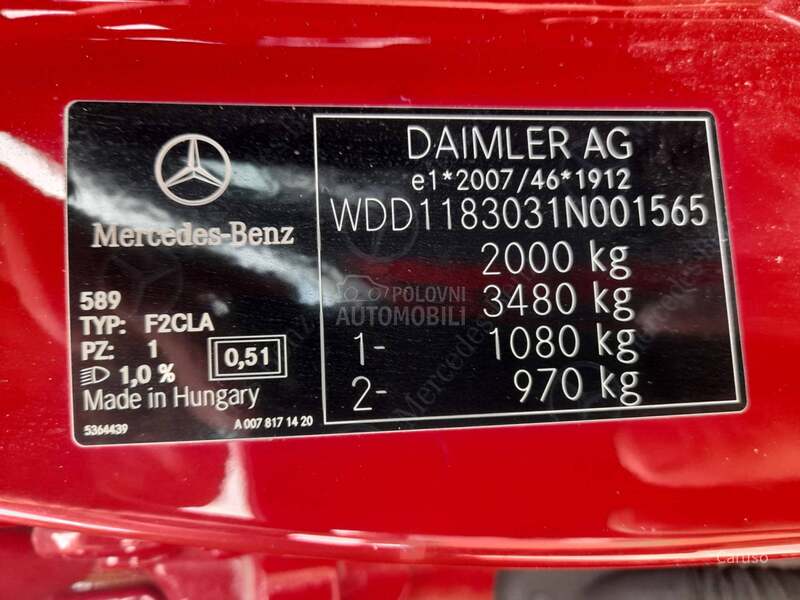 Mercedes-Benz
589
TYP: F2CLA
PZ: 1
0,51
1,0 %
Made in Hungary
5364439
A 007 817 14 20
DAIMLER AG
e1*2007/46*1912
WDD1183031N001565
2000 kg
3480 kg
1- 1080 kg
2- 970 kg
POLOVNI
AUTOMOBILI
Caruso